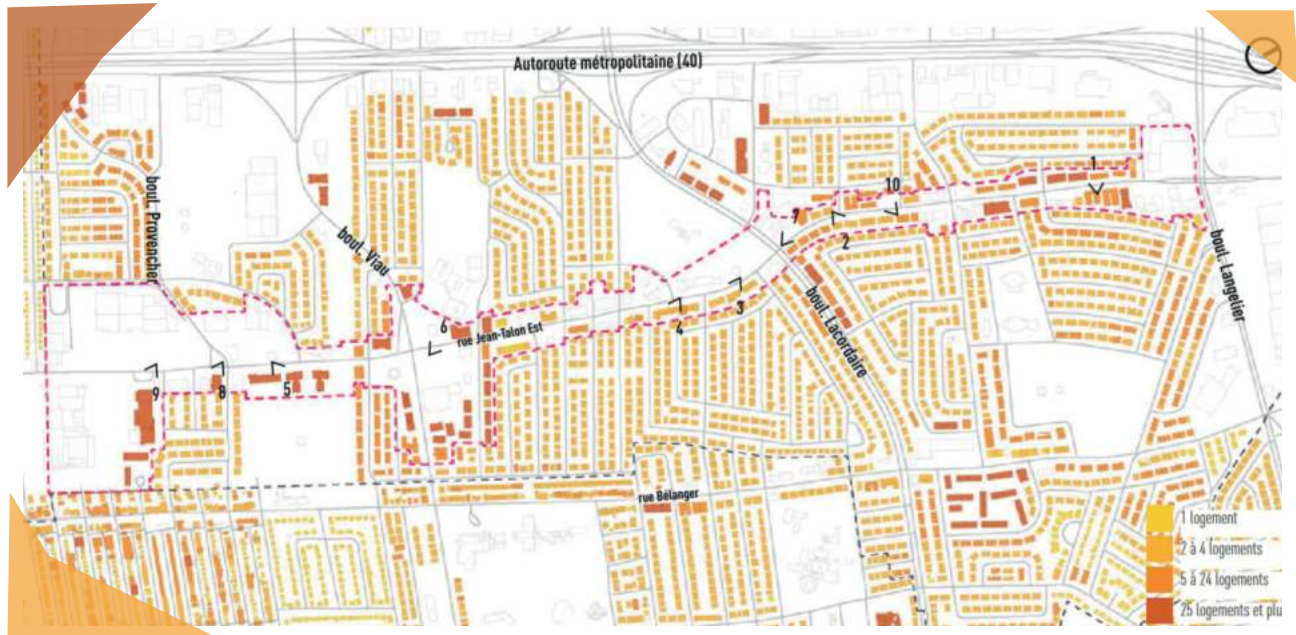 Autoroute métropolitaine (40)
boul. Provencher
boul. Viau
rue Jean-Talon Est
boul. Lacordaire
boul. Langelier
rue Bélanger
1
10
7
2
3
4
6
5
8
9
1 logement
2 à 4 logements
5 à 24 logements
25 logements et plu